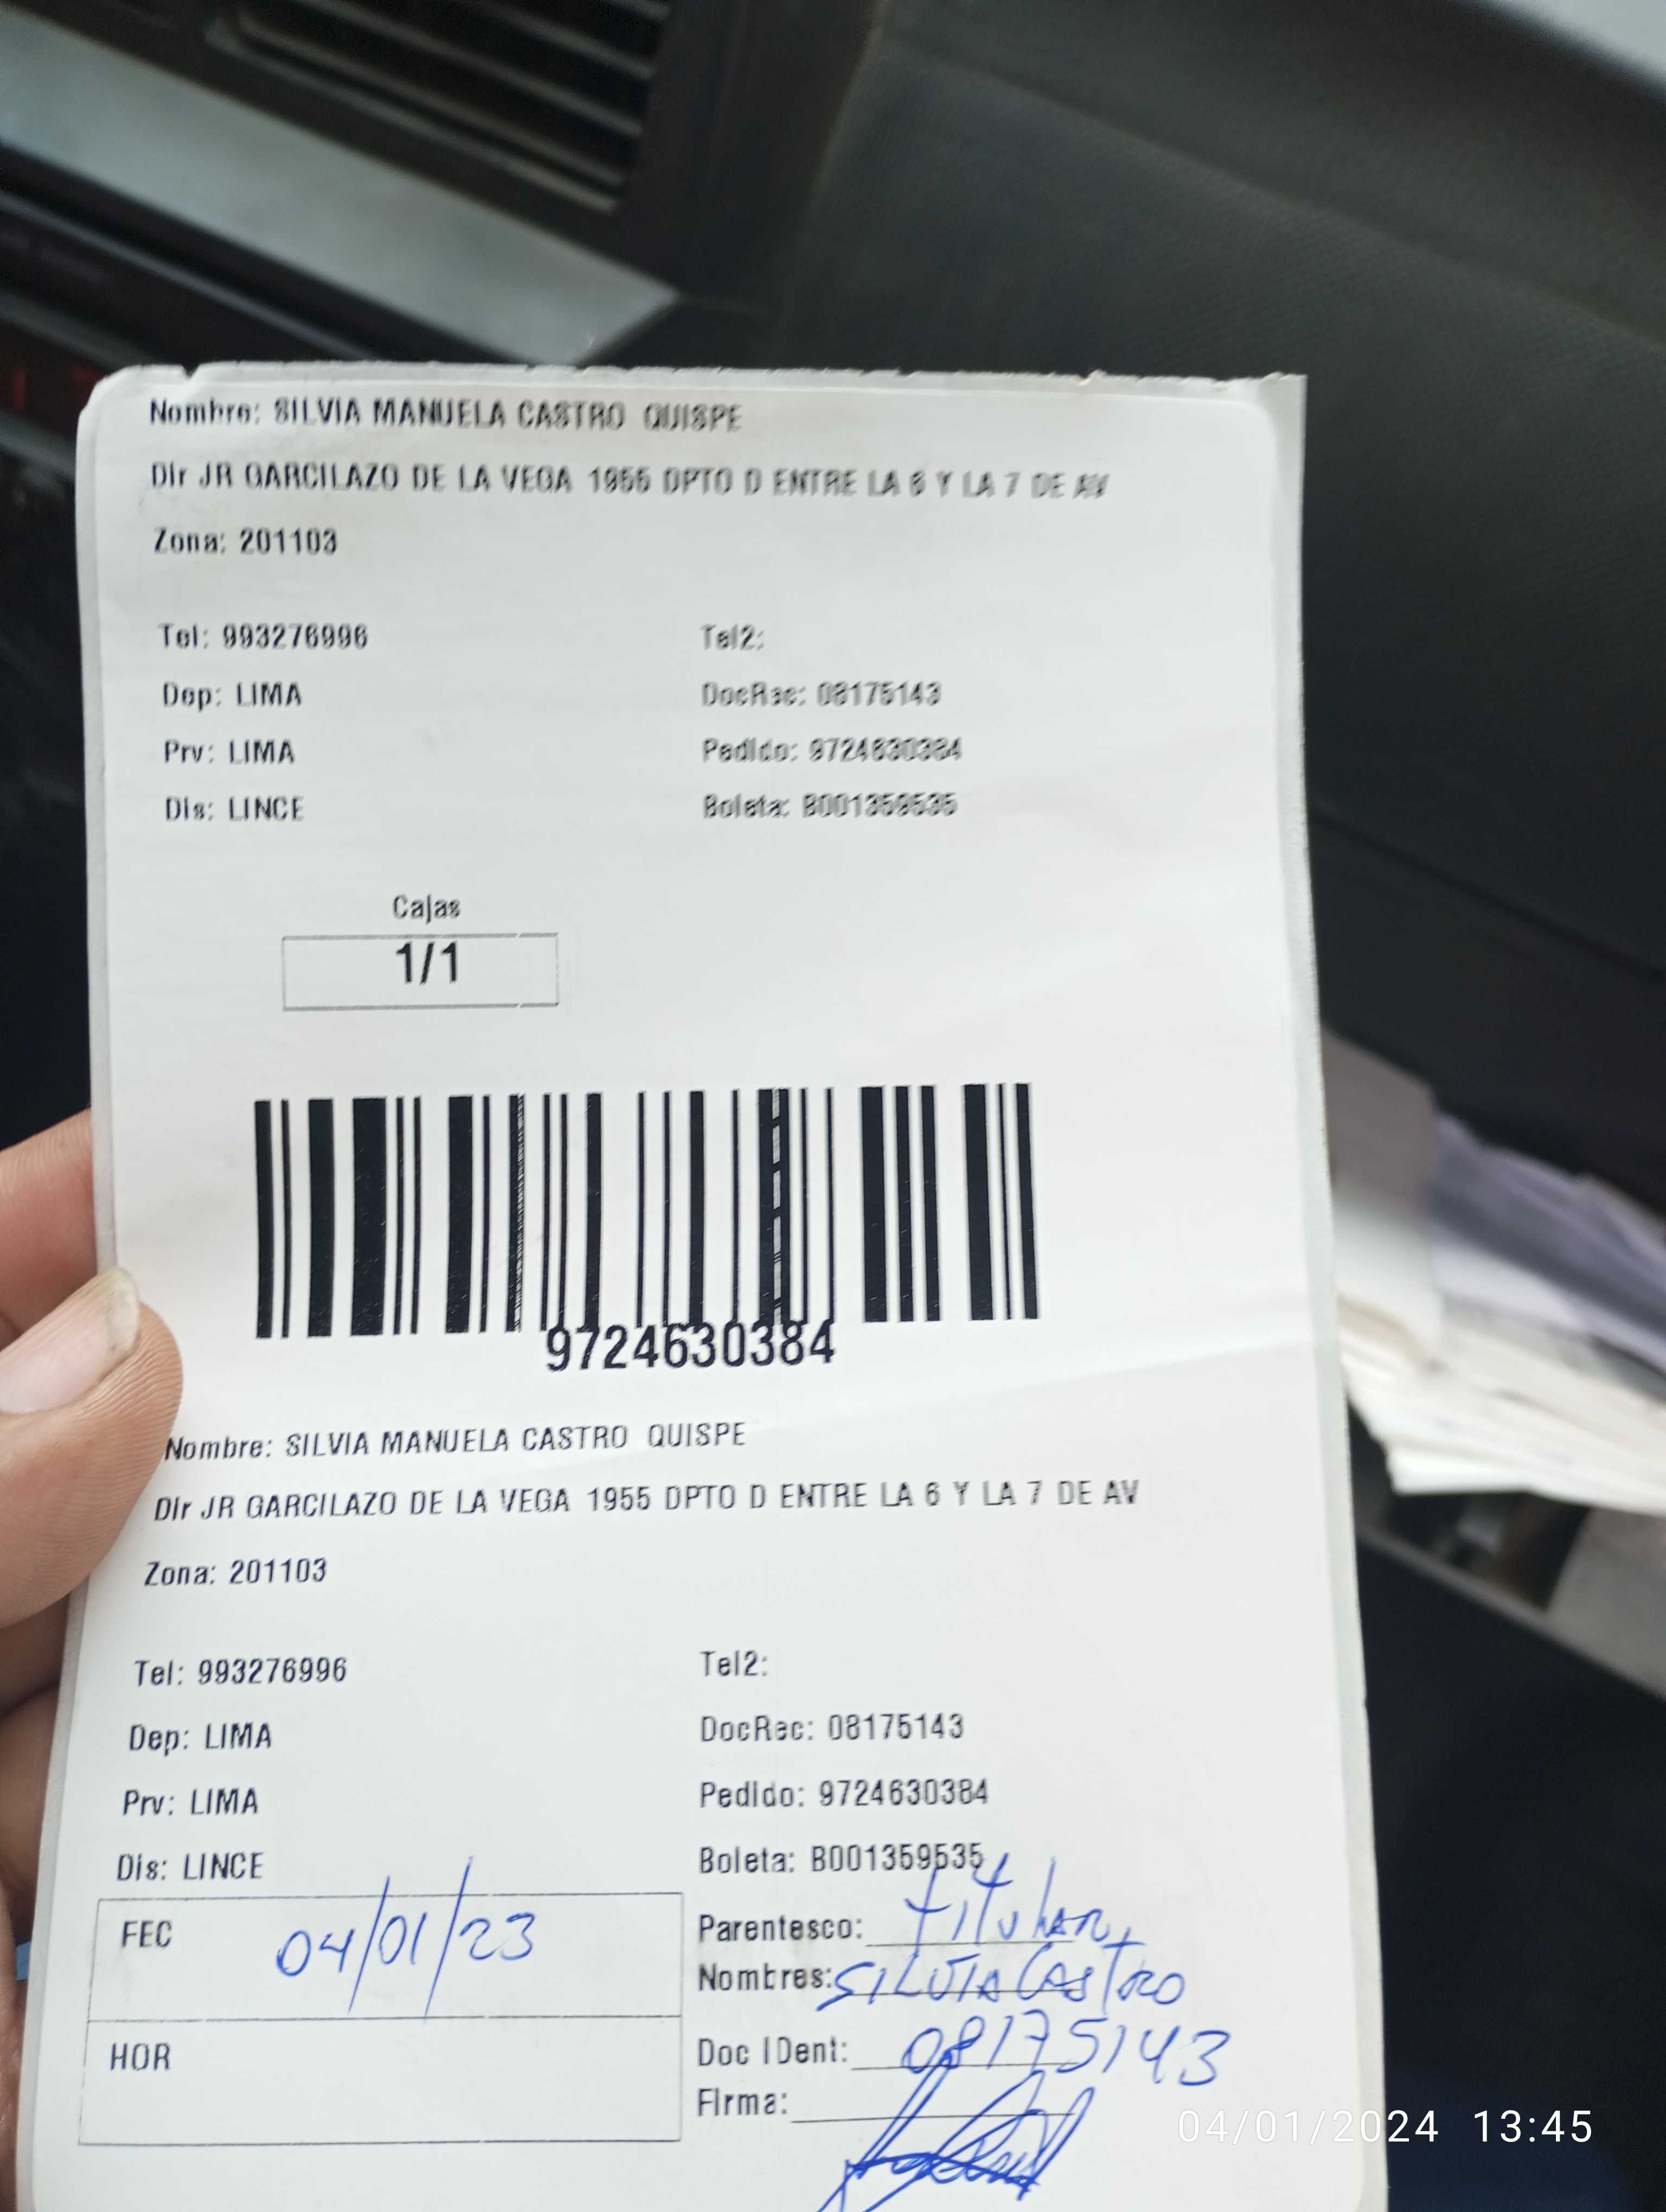 Nombre: SILVIA MANUELA CASTRO QUISPE
Dir JR GARCILAZO DE LA VEGA 1955 DPTO D ENTRE LA 6 Y LA 7 DE AV
Zona: 201103
Tel: 993276996 Tel2:
Dep: LIMA DocRec: 08175143
Prv: LIMA Pedido: 9724630384
Dis: LINCE Boleta: B001359535
Cajas
1/1
9724630384
Nombre: SILVIA MANUELA CASTRO QUISPE
Dir JR GARCILAZO DE LA VEGA 1955 DPTO D ENTRE LA 6 Y LA 7 DE AV
Zona: 201103
Tel: 993276996 Tel2:
Dep: LIMA DocRec: 08175143
Prv: LIMA Pedido: 9724630384
Dis: LINCE Boleta: B001359535
FEC 04/01/23 Parentesco: titular
Nombres: SILVIA CASTRO
HOR Doc IDent: 08175143
Firma:
04/01/2024 13:45